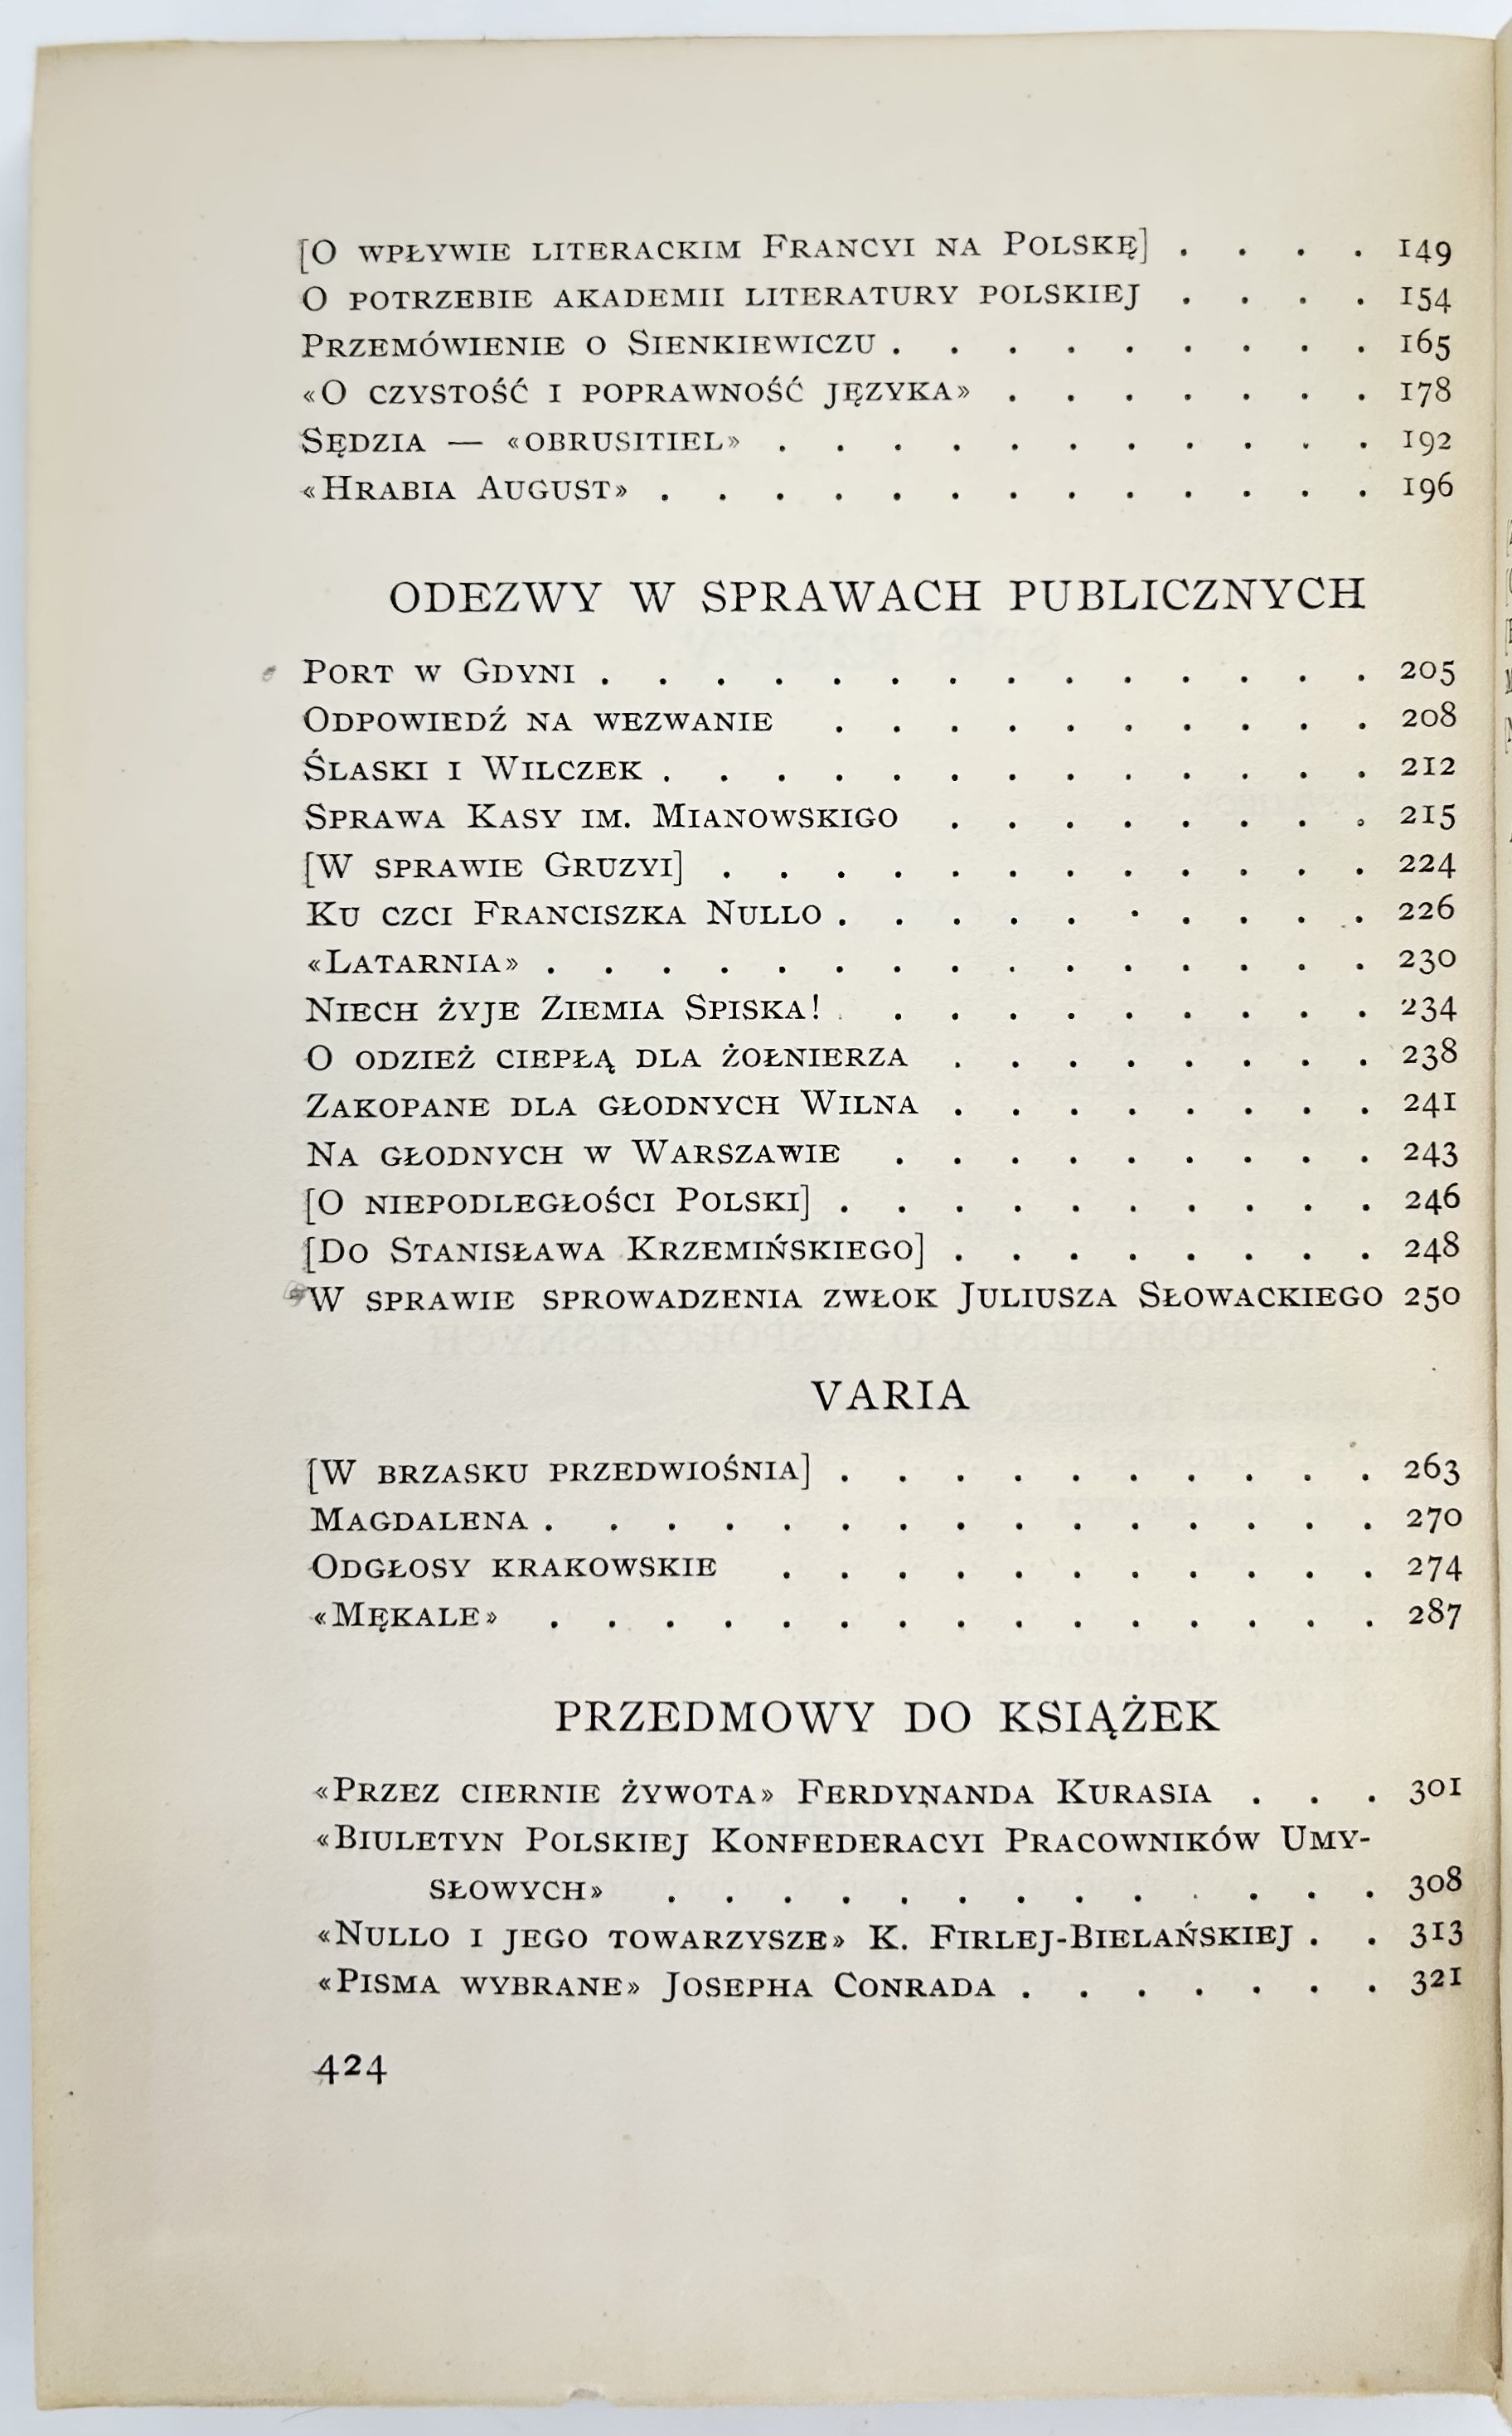 [O WPŁYWIE LITERACKIM FRANCYI NA POLSKĘ] . . . . 149
O POTRZEBIE AKADEMII LITERATURY POLSKIEJ . . . . 154
PRZEMÓWIENIE O SIENKIEWICZU . . . . . . . . . 165
«O CZYSTOŚĆ I POPRAWNOŚĆ JĘZYKA» . . . . . . . 178
SĘDZIA — «OBRUSITIEL» . . . . . . . . . . . 192
«HRABIA AUGUST» . . . . . . . . . . . . . 196
ODEZWY W SPRAWACH PUBLICZNYCH
PORT W GDYNI . . . . . . . . . . . . . . 205
ODPOWIEDŹ NA WEZWANIE . . . . . . . . . . 208
ŚLASKI I WILCZEK . . . . . . . . . . . . . 212
SPRAWA KASY IM. MIANOWSKIGO . . . . . . . . 215
[W SPRAWIE GRUZYI] . . . . . . . . . . . . 224
KU CZCI FRANCISZKA NULLO . . . . . . . . . . 226
«LATARNIA» . . . . . . . . . . . . . . . 230
NIECH ŻYJE ZIEMIA SPISKA! . . . . . . . . . . 234
O ODZIEŻ CIEPŁĄ DLA ŻOŁNIERZA . . . . . . . . 238
ZAKOPANE DLA GŁODNYCH WILNA . . . . . . . . 241
NA GŁODNYCH W WARSZAWIE . . . . . . . . . 243
[O NIEPODLEGŁOŚCI POLSKI] . . . . . . . . . . 246
[DO STANISŁAWA KRZEMIŃSKIEGO] . . . . . . . . 248
W SPRAWIE SPROWADZENIA ZWŁOK JULIUSZA SŁOWACKIEGO 250
VARIA
[W BRZASKU PRZEDWIOŚNIA] . . . . . . . . . . 263
MAGDALENA . . . . . . . . . . . . . . . 270
ODGŁOSY KRAKOWSKIE . . . . . . . . . . . 274
«MĘKALE» . . . . . . . . . . . . . . . 287
PRZEDMOWY DO KSIĄŻEK
«PRZEZ CIERNIE ŻYWOTA» FERDYNANDA KURASIA . . . 301
«BIULETYN POLSKIEJ KONFEDERACYI PRACOWNIKÓW UMY-
SŁOWYCH» . . . . . . . . . . . . . 308
«NULLO I JEGO TOWARZYSZE» K. FIRLEJ-BIELAŃSKIEJ . . 313
«PISMA WYBRANE» JOSEPHA CONRADA . . . . . . . 321
424